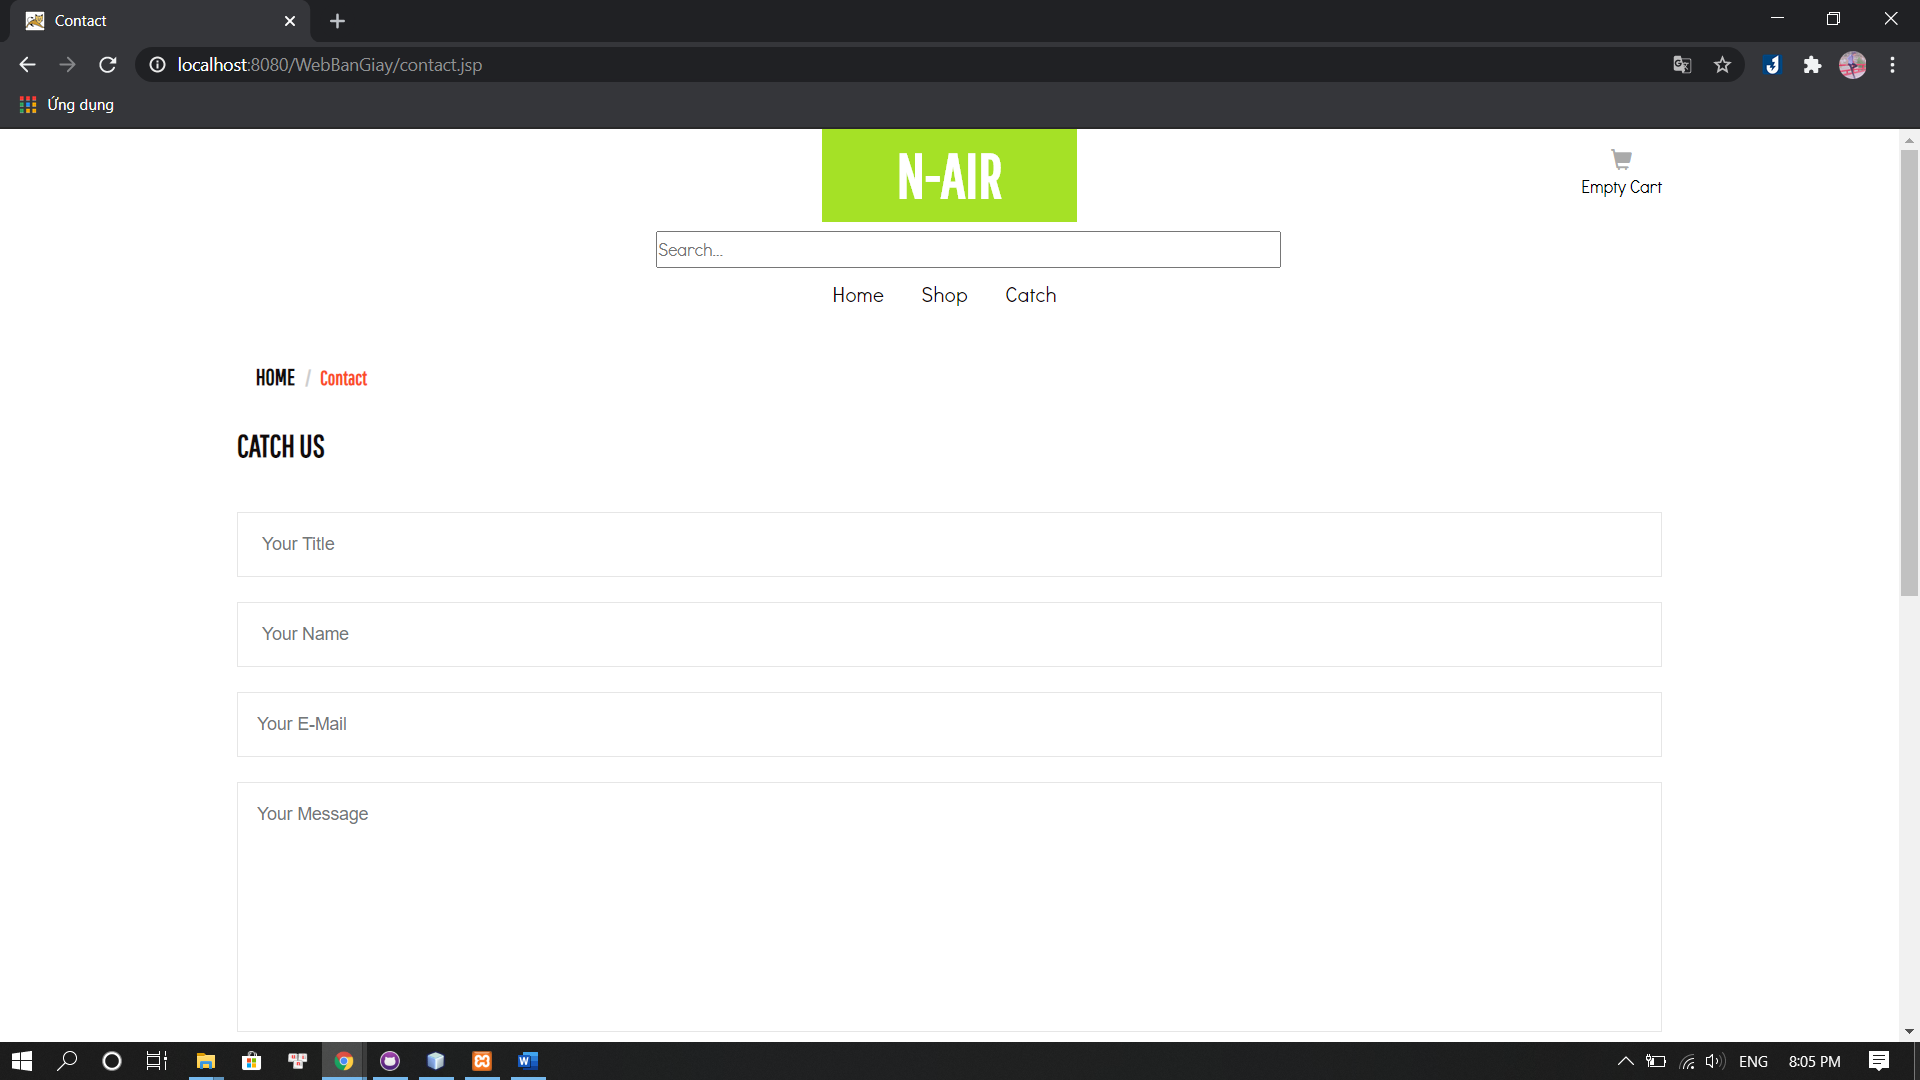 Contact
localhost:8080/WebBanGiay/contact.jsp
Ứng dụng
N-AIR
Empty Cart
Search...
Home Shop Catch
HOME / Contact
CATCH US
Your Title
Your Name
Your E-Mail
Your Message
ENG 8:05 PM